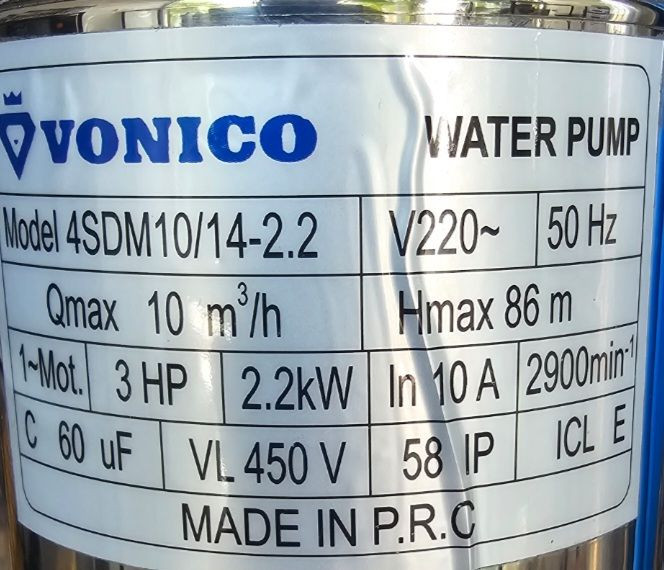 VONICO WATER PUMP
Model 4SDM10/14-2.2 V220~ 50 Hz
Qmax 10 m³/h Hmax 86 m
1~Mot. 3 HP 2.2kW In 10 A 2900min⁻¹
C 60 uF VL 450 V 58 IP ICL E
MADE IN P.R.C